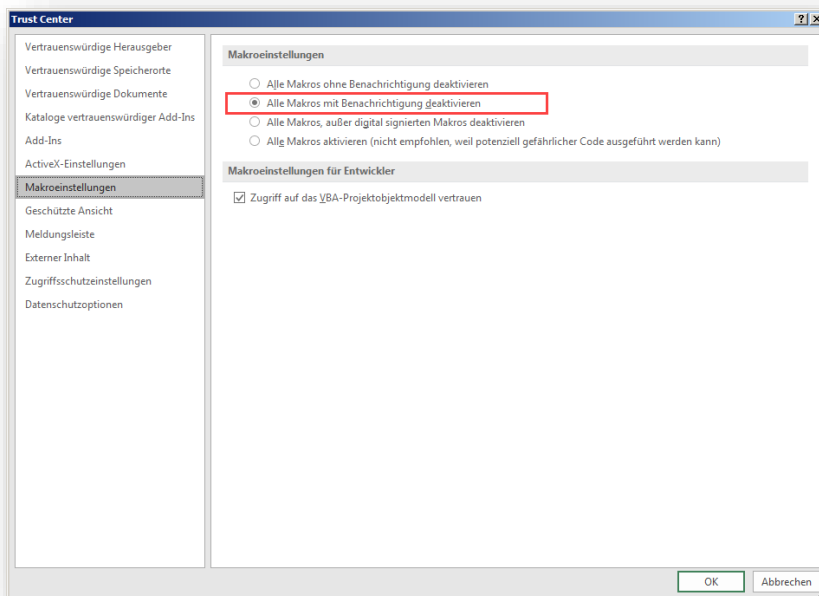 Trust Center
Vertrauenswürdige Herausgeber
Vertrauenswürdige Speicherorte
Vertrauenswürdige Dokumente
Kataloge vertrauenswürdiger Add-Ins
Add-Ins
ActiveX-Einstellungen
Makroeinstellungen
Geschützte Ansicht
Meldungsleiste
Externer Inhalt
Zugriffsschutzeinstellungen
Datenschutzoptionen
Makroeinstellungen
Alle Makros ohne Benachrichtigung deaktivieren
Alle Makros mit Benachrichtigung deaktivieren
Alle Makros, außer digital signierten Makros deaktivieren
Alle Makros aktivieren (nicht empfohlen, weil potenziell gefährlicher Code ausgeführt werden kann)
Makroeinstellungen für Entwickler
Zugriff auf das VBA-Projektobjektmodell vertrauen
OK
Abbrechen